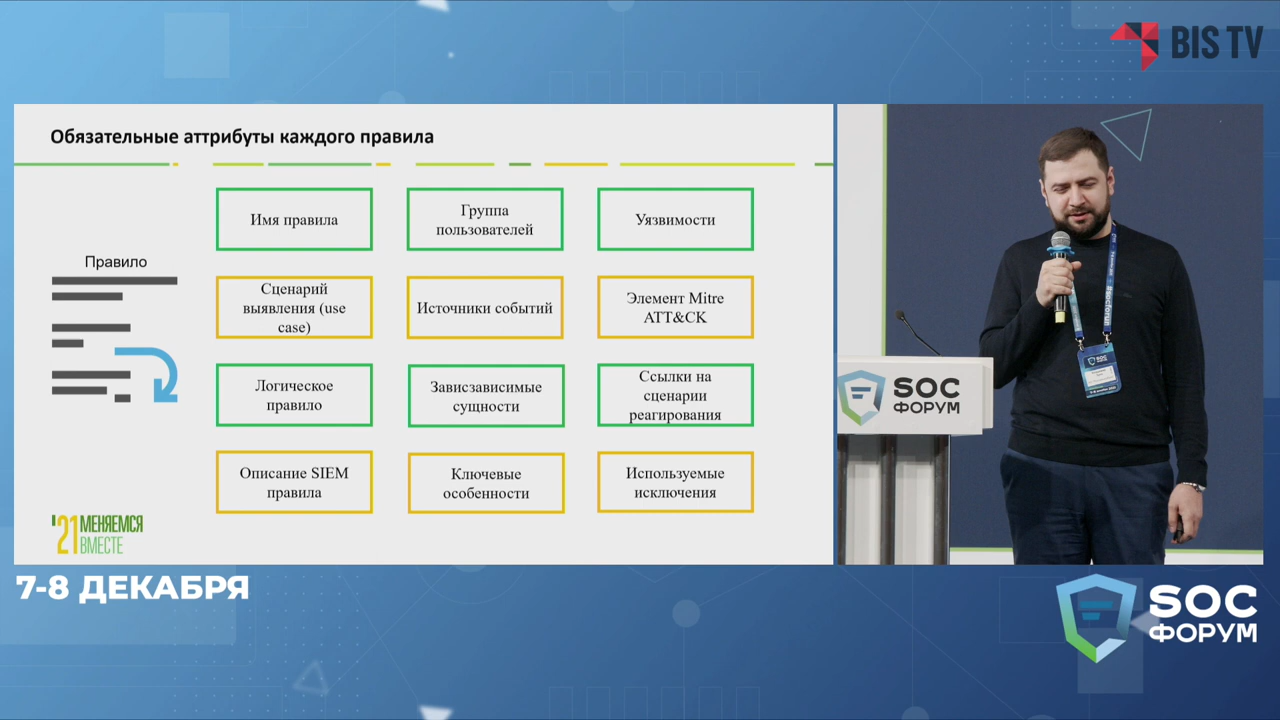 BIS TV
Обязательные аттрибуты каждого правила
Правило
Имя правила
Группа
пользователей
Уязвимости
Сценарий
выявления (use
case)
Источники событий
Элемент Mitre
ATT&CK
Логическое
правило
Зависзависимые
сущности
Ссылки на
сценарии
реагирования
Описание SIEM
правила
Ключевые
особенности
Используемые
исключения
'21 МЕНЯЕМСЯ
ВМЕСТЕ
SOC
ФОРУМ
#socforum
SOC
7-8 ДЕКАБРЯ
SOC
ФОРУМ